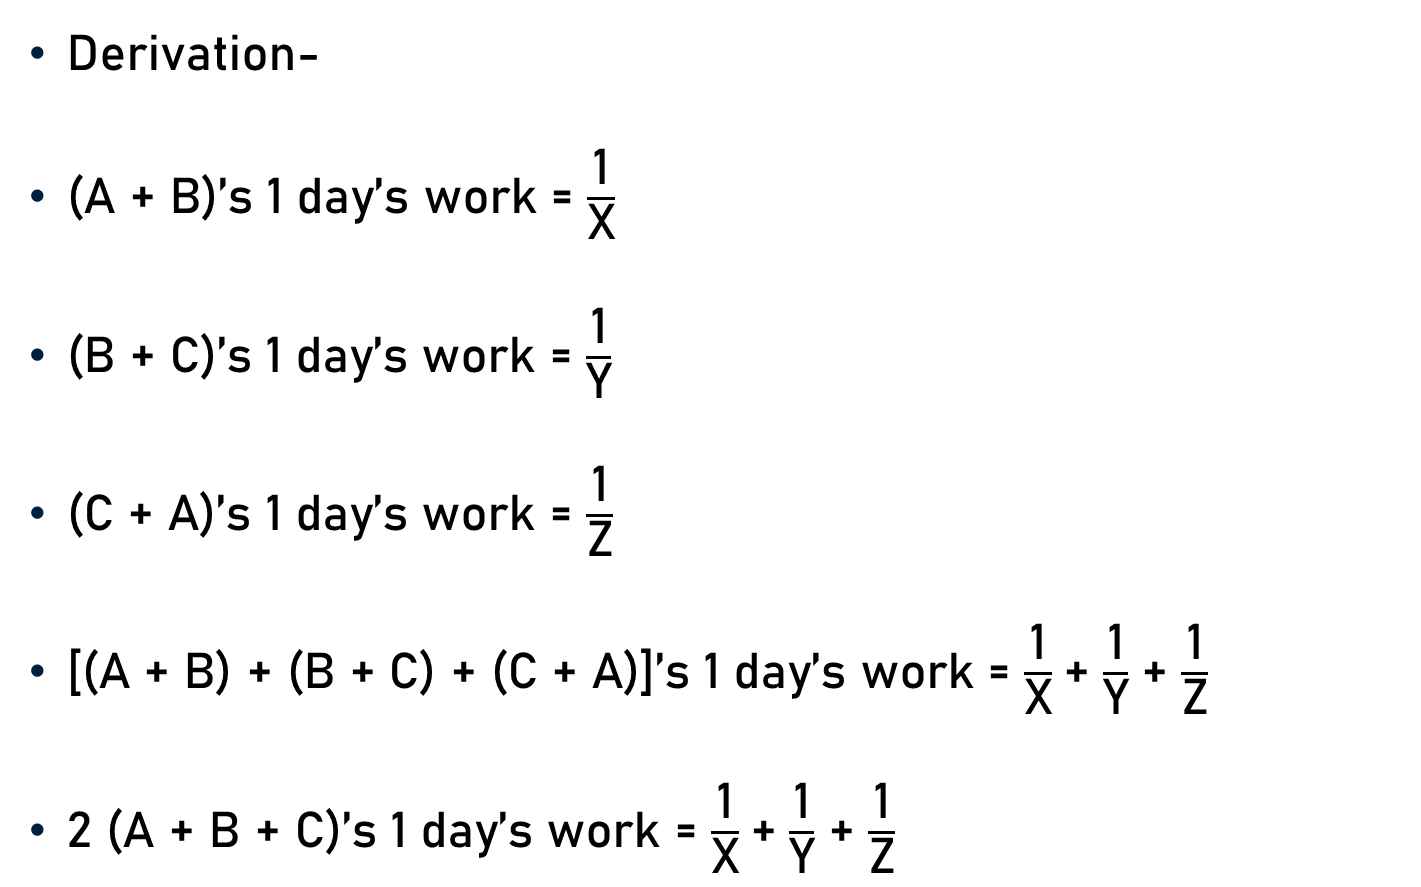 • Derivation-
• (A + B)’s 1 day’s work = 1/X
• (B + C)’s 1 day’s work = 1/Y
• (C + A)’s 1 day’s work = 1/Z
• [(A + B) + (B + C) + (C + A)]’s 1 day’s work = 1/X + 1/Y + 1/Z
• 2 (A + B + C)’s 1 day’s work = 1/X + 1/Y + 1/Z